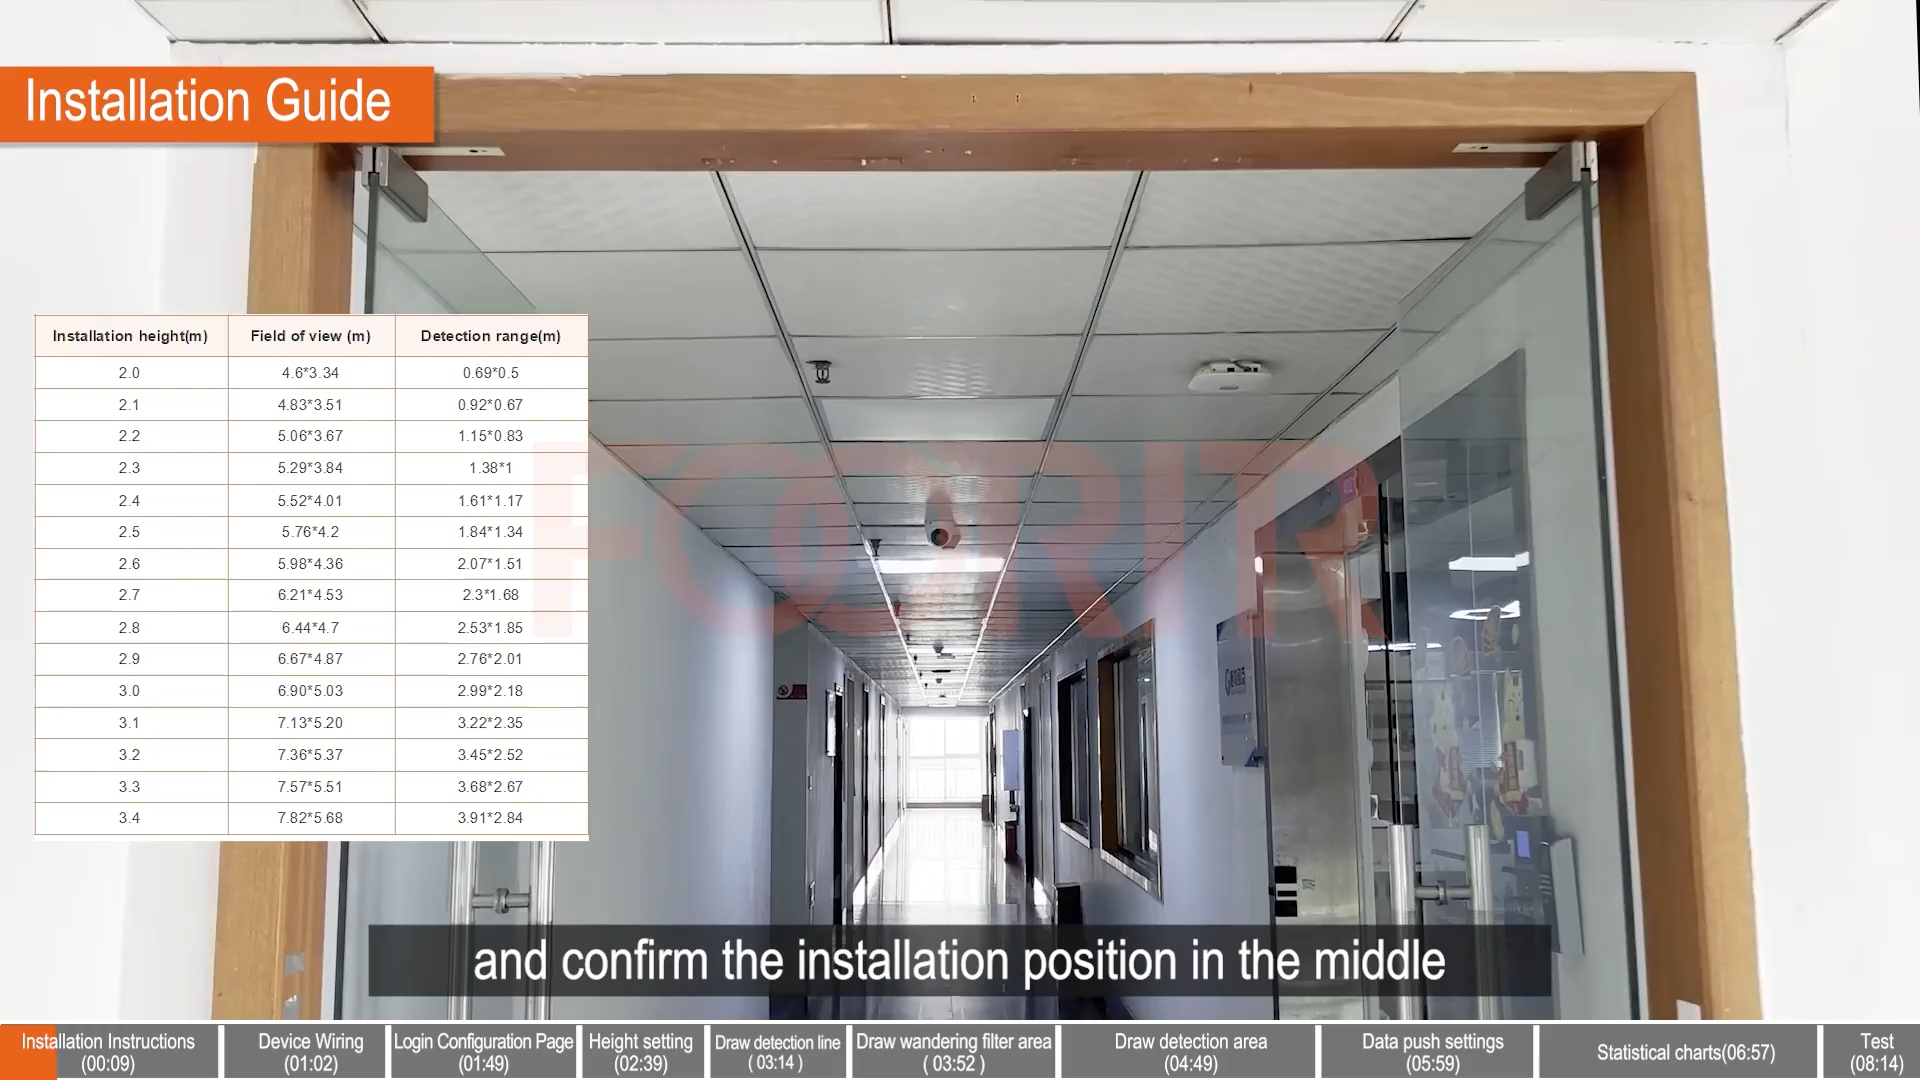 Installation Guide
Installation height(m) Field of view (m) Detection range(m)
2.0 4.6*3.34 0.69*0.5
2.1 4.83*3.51 0.92*0.67
2.2 5.06*3.67 1.15*0.83
2.3 5.29*3.84 1.38*1
2.4 5.52*4.01 1.61*1.17
2.5 5.76*4.2 1.84*1.34
2.6 5.98*4.36 2.07*1.51
2.7 6.21*4.53 2.3*1.68
2.8 6.44*4.7 2.53*1.85
2.9 6.67*4.87 2.76*2.01
3.0 6.90*5.03 2.99*2.18
3.1 7.13*5.20 3.22*2.35
3.2 7.36*5.37 3.45*2.52
3.3 7.57*5.51 3.68*2.67
3.4 7.82*5.68 3.91*2.84
FOORIR
and confirm the installation position in the middle
Installation Instructions
(00:09)
Device Wiring
(01:02)
Login Configuration Page
(01:49)
Height setting
(02:39)
Draw detection line
( 03:14 )
Draw wandering filter area
( 03:52 )
Draw detection area
(04:49)
Data push settings
(05:59)
Statistical charts(06:57)
Test
(08:14)